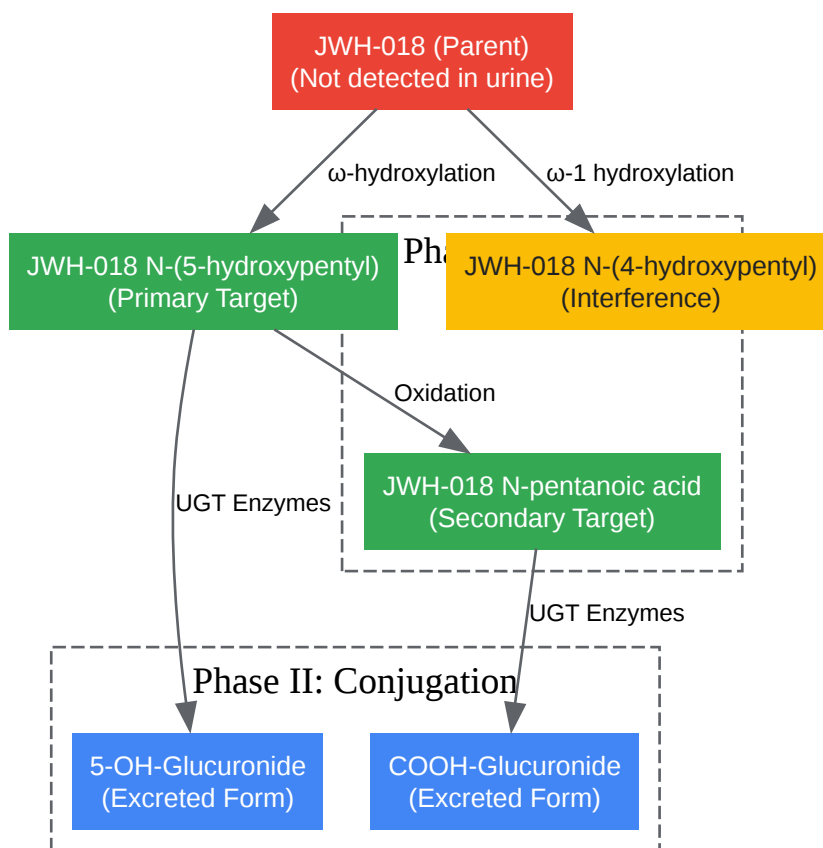 JWH-018 (Parent)
(Not detected in urine)
ω-hydroxylation
ω-1 hydroxylation
JWH-018 N-(5-hydroxypentyl)
(Primary Target)
JWH-018 N-(4-hydroxypentyl)
(Interference)
Oxidation
JWH-018 N-pentanoic acid
(Secondary Target)
UGT Enzymes
UGT Enzymes
Phase II: Conjugation
5-OH-Glucuronide
(Excreted Form)
COOH-Glucuronide
(Excreted Form)